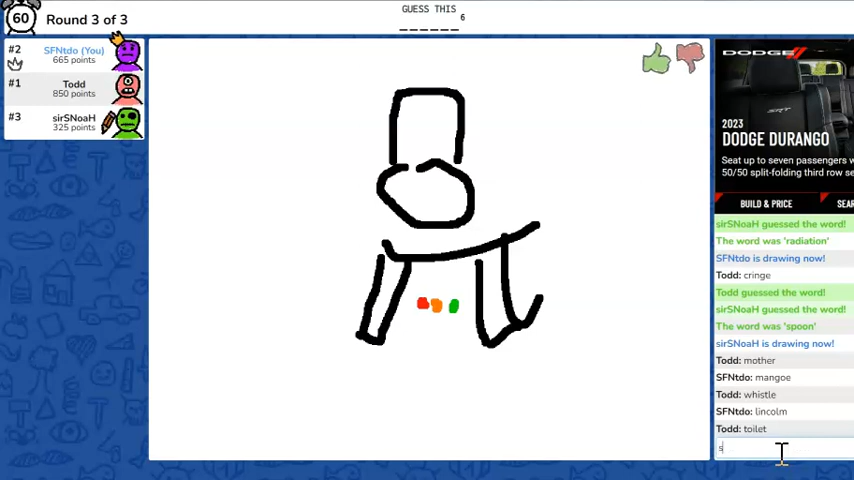 60
Round 3 of 3
GUESS THIS
______ 6
#2
SFNtdo (You)
665 points
#1
Todd
850 points
#3
sirSNoaH
325 points
DODGE
SRT
2023
DODGE DURANGO
Seat up to seven passengers w
50/50 split-folding third row se
BUILD & PRICE
SEAR
sirSNoaH guessed the word!
The word was 'radiation'
SFNtdo is drawing now!
Todd: cringe
Todd guessed the word!
sirSNoaH guessed the word!
The word was 'spoon'
sirSNoaH is drawing now!
Todd: mother
SFNtdo: mangoe
Todd: whistle
SFNtdo: lincolm
Todd: toilet
s